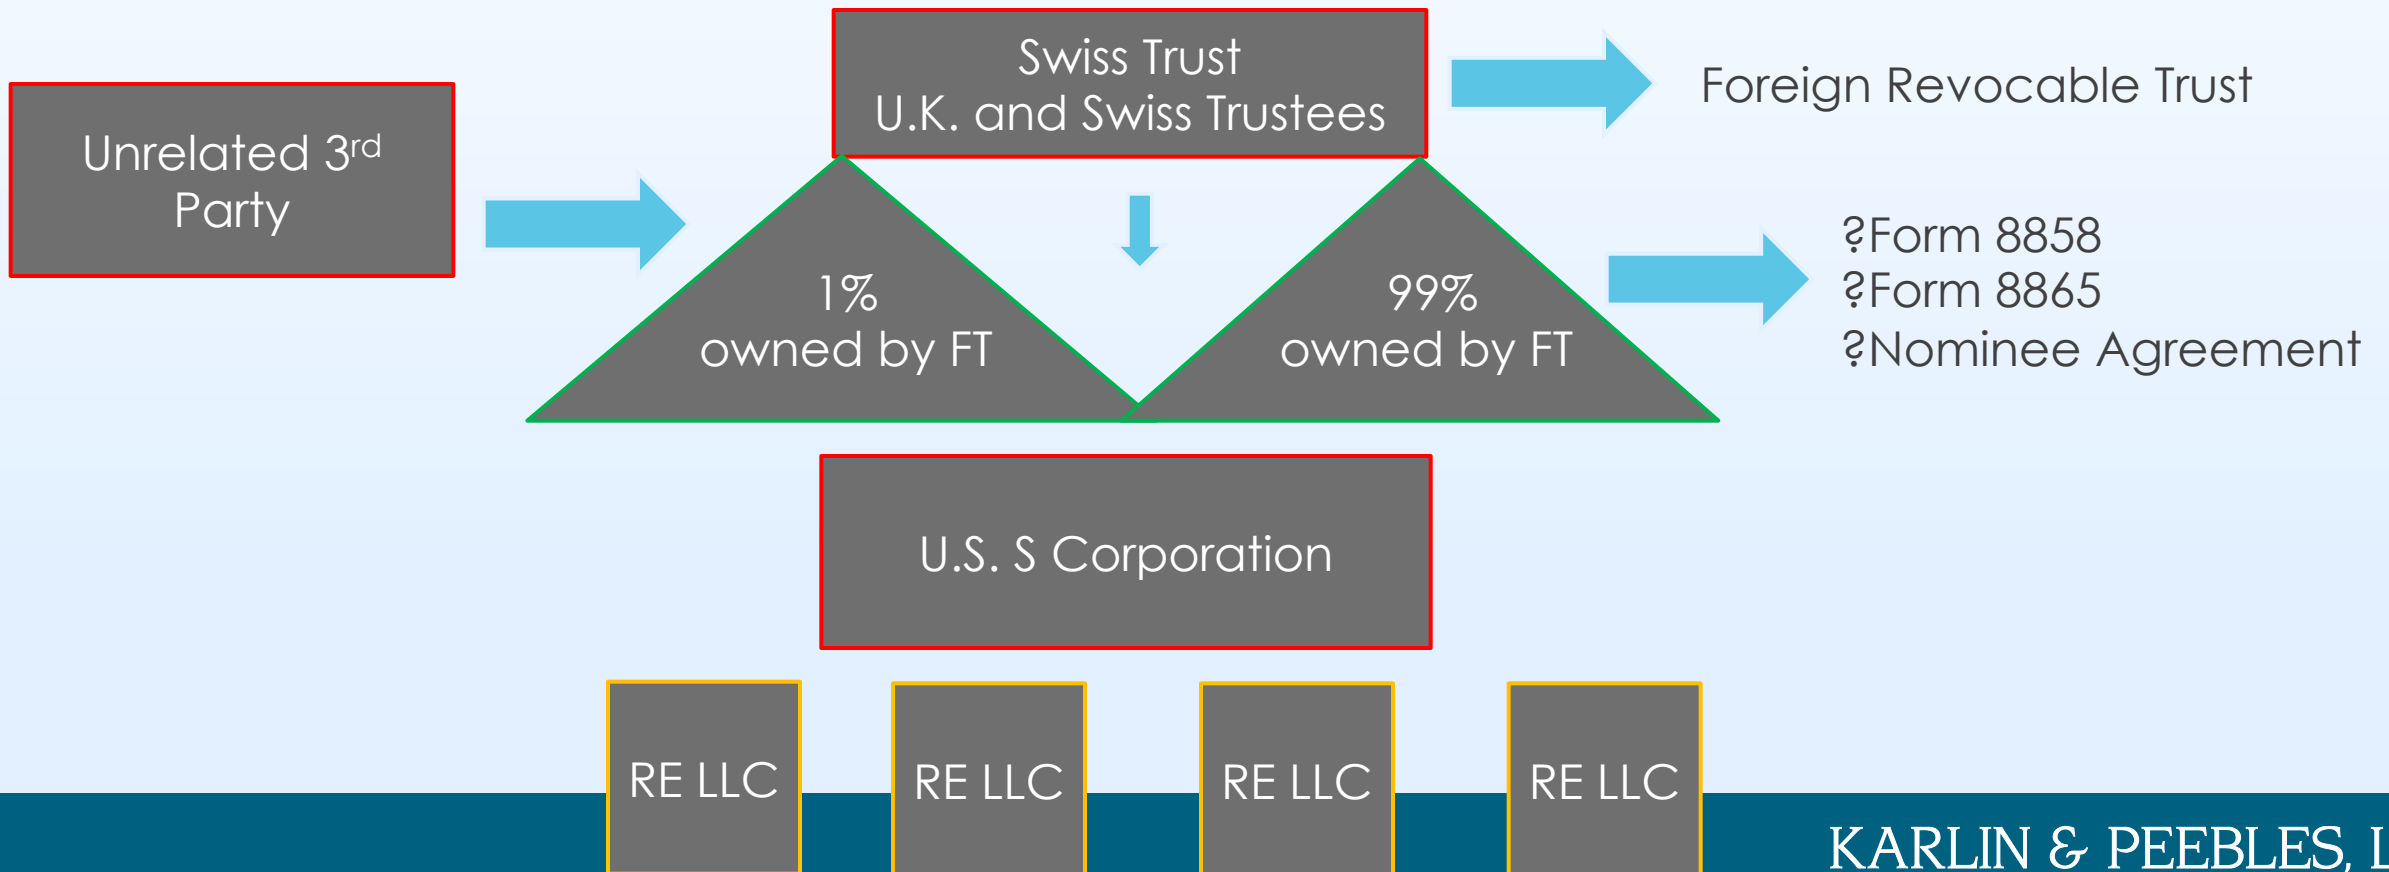 Swiss Trust
U.K. and Swiss Trustees
Foreign Revocable Trust
Unrelated 3rd
Party
1%
owned by FT
99%
owned by FT
?Form 8858
?Form 8865
?Nominee Agreement
U.S. S Corporation
RE LLC
RE LLC
RE LLC
RE LLC
KARLIN & PEEBLES, L